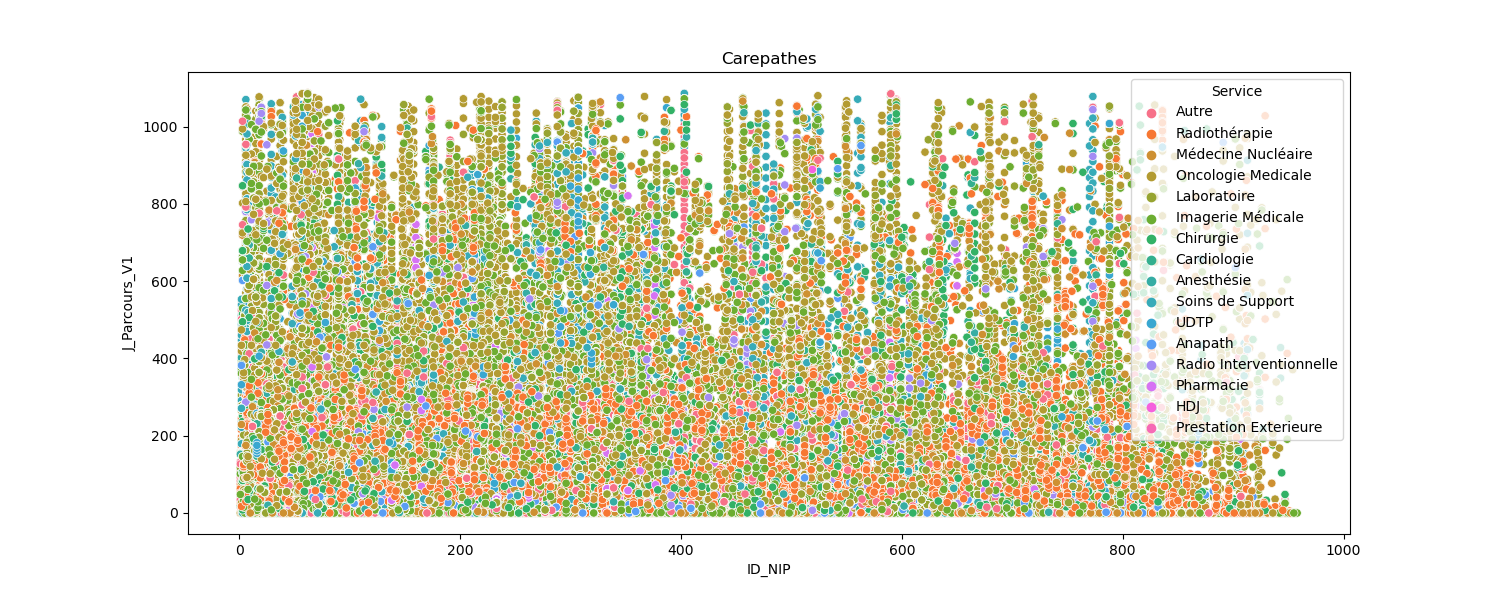 Carepathes
J_Parcours_V1
1000
800
600
400
200
0
0 200 400 600 800 1000
ID_NIP
Service
Autre
Radiothérapie
Médecine Nucléaire
Oncologie Medicale
Laboratoire
Imagerie Médicale
Chirurgie
Cardiologie
Anesthésie
Soins de Support
UDTP
Anapath
Radio Interventionnelle
Pharmacie
HDJ
Prestation Exterieure